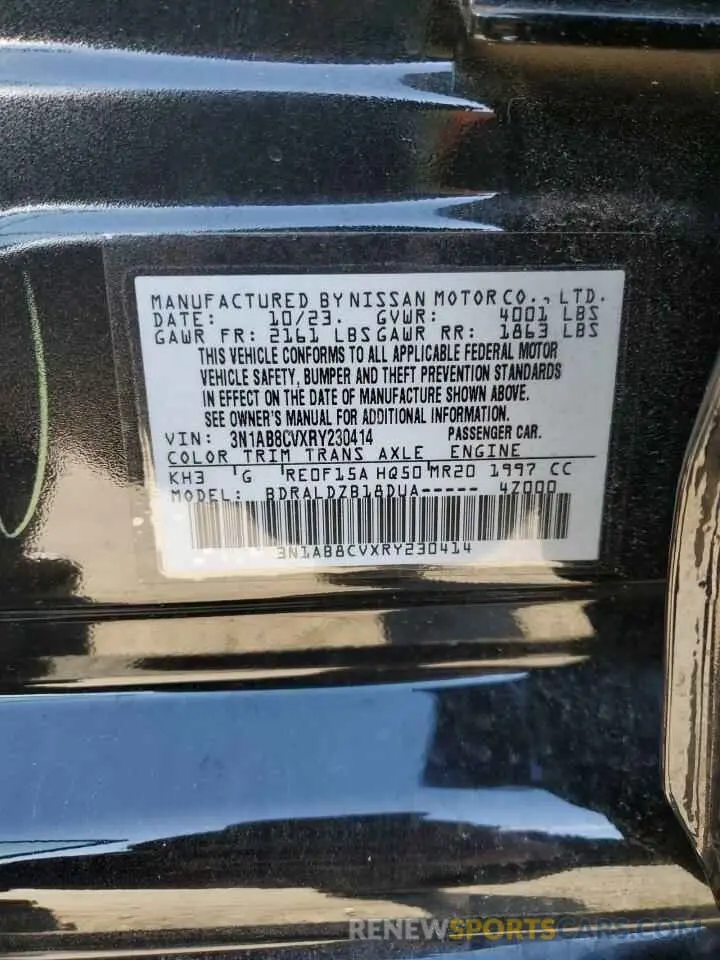 MANUFACTURED BY NISSAN MOTOR CO., LTD.
DATE: 10/23. GVWR: 4001 LBS
GAWR FR: 2161 LBS GAWR RR: 1863 LBS
THIS VEHICLE CONFORMS TO ALL APPLICABLE FEDERAL MOTOR
VEHICLE SAFETY, BUMPER AND THEFT PREVENTION STANDARDS
IN EFFECT ON THE DATE OF MANUFACTURE SHOWN ABOVE.
SEE OWNER'S MANUAL FOR ADDITIONAL INFORMATION.
VIN: 3N1AB8CVXRY230414 PASSENGER CAR.
COLOR TRIM TRANS AXLE ENGINE
KH3 'G RE0F15A HQ50 MR20 1997 CC
MODEL: BDRALDZB18DUA----- 4Z000
3N1AB8CVXRY230414
RENEWSPORTSCARS.COM